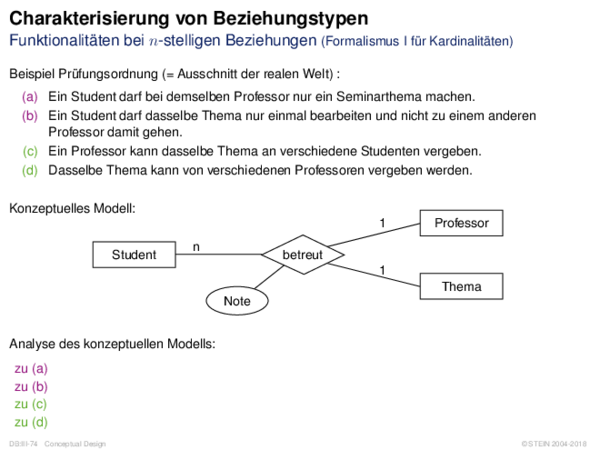 Charakterisierung von Beziehungstypen
Funktionalitäten bei n-stelligen Beziehungen (Formalismus I für Kardinalitäten)
Beispiel Prüfungsordnung (= Ausschnitt der realen Welt) :
(a) Ein Student darf bei demselben Professor nur ein Seminarthema machen.
(b) Ein Student darf dasselbe Thema nur einmal bearbeiten und nicht zu einem anderen
Professor damit gehen.
(c) Ein Professor kann dasselbe Thema an verschiedene Studenten vergeben.
(d) Dasselbe Thema kann von verschiedenen Professoren vergeben werden.
Konzeptuelles Modell:
1
Professor
Student
n
betreut
1
Thema
Note
Analyse des konzeptuellen Modells:
zu (a)
zu (b)
zu (c)
zu (d)
DB:III-74 Conceptual Design
© STEIN 2004-2018